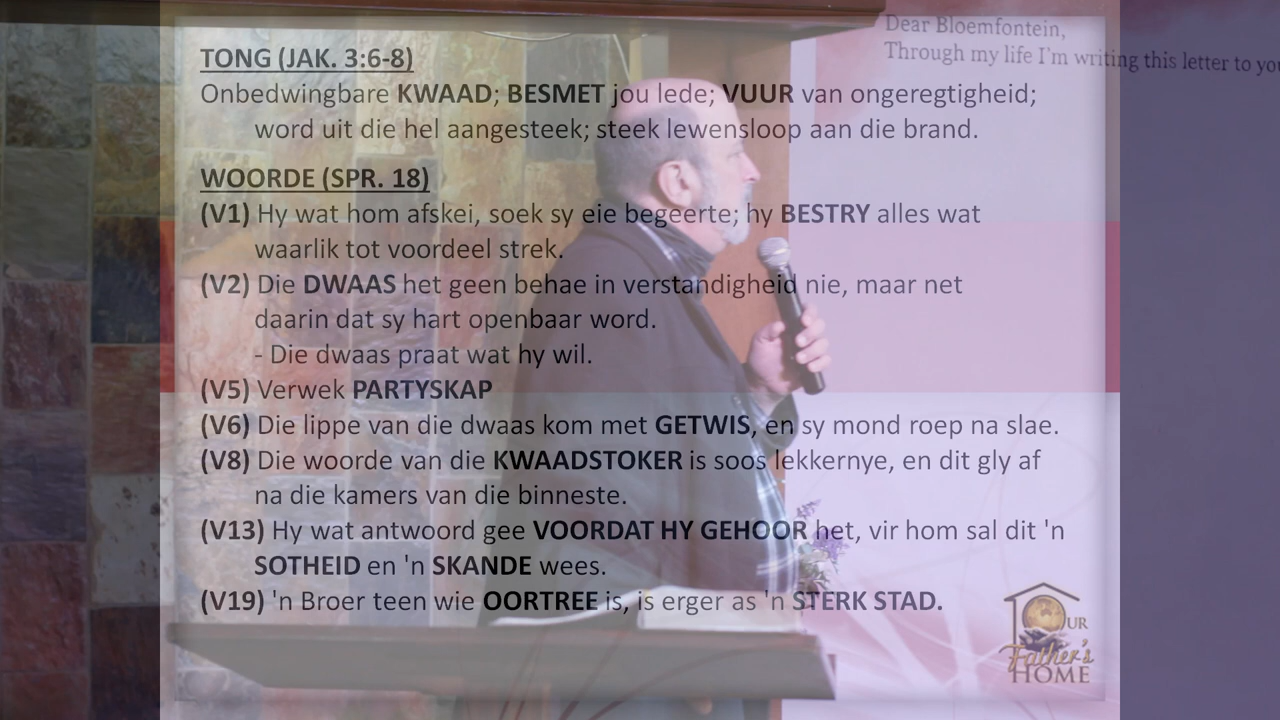 Dear Bloemfontein,
Through my life I'm writing this letter to you
TONG (JAK. 3:6-8)
Onbedwingbare KWAAD; BESMET jou lede; VUUR van ongeregtigheid;
word uit die hel aangesteek; steek lewensloop aan die brand.
WOORDE (SPR. 18)
(V1) Hy wat hom afskei, soek sy eie begeerte; hy BESTRY alles wat
waarlik tot voordeel strek.
(V2) Die DWAAS het geen behae in verstandigheid nie, maar net
daarin dat sy hart openbaar word.
- Die dwaas praat wat hy wil.
(V5) Verwek PARTYSKAP
(V6) Die lippe van die dwaas kom met GETWIS, en sy mond roep na slae.
(V8) Die woorde van die KWAADSTOKER is soos lekkernye, en dit gly af
na die kamers van die binneste.
(V13) Hy wat antwoord gee VOORDAT HY GEHOOR het, vir hom sal dit 'n
SOTHEID en 'n SKANDE wees.
(V19) 'n Broer teen wie OORTREE is, is erger as 'n STERK STAD.
OUR
Father's
HOME